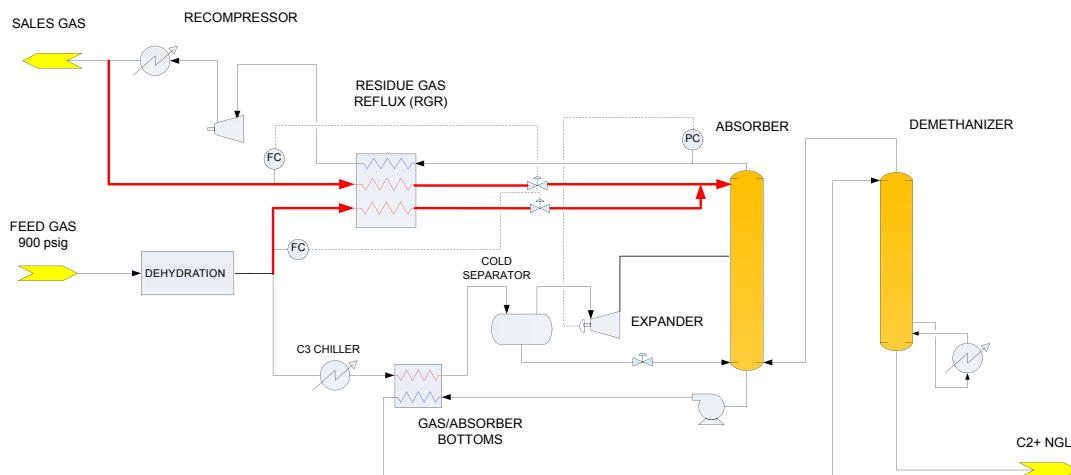 SALES GAS
RECOMPRESSOR
RESIDUE GAS
REFLUX (RGR)
ABSORBER
DEMETHANIZER
PC
FC
FEED GAS
900 psig
FC
DEHYDRATION
COLD
SEPARATOR
EXPANDER
C3 CHILLER
GAS/ABSORBER
BOTTOMS
C2+ NGL